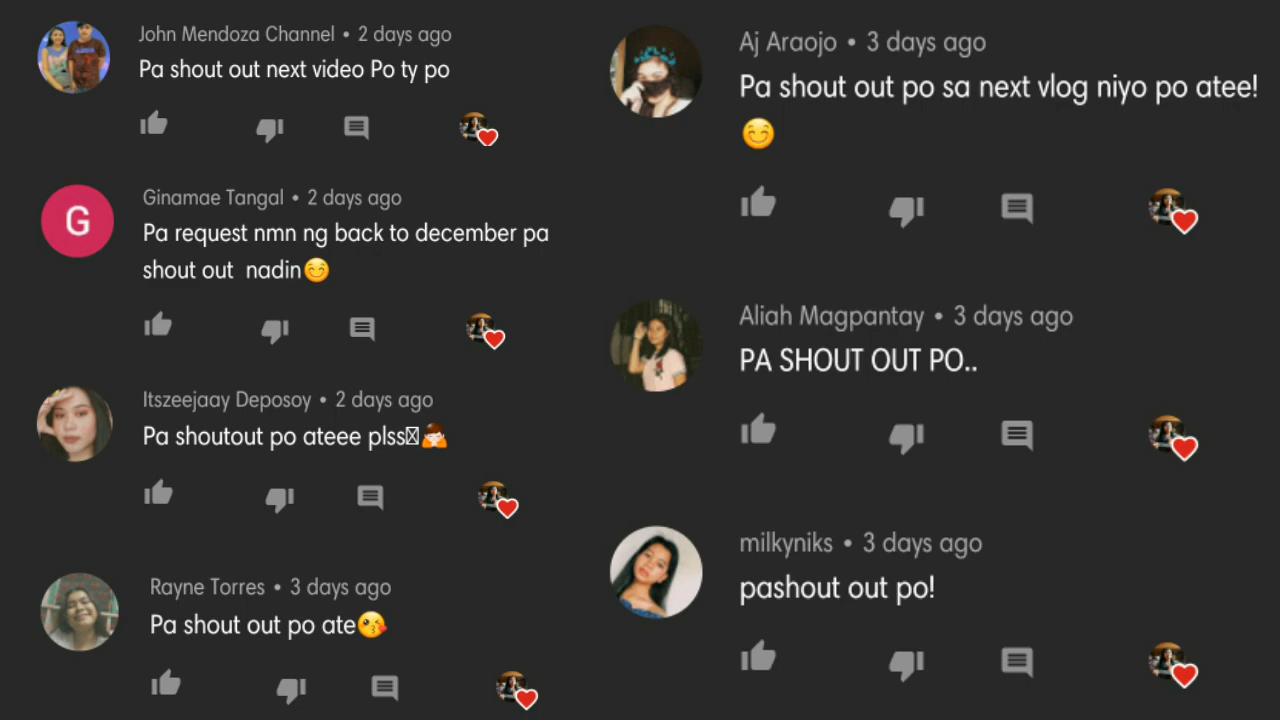 John Mendoza Channel • 2 days ago
Pa shout out next video Po ty po
G
Ginamae Tangal • 2 days ago
Pa request nmn ng back to december pa
shout out nadin😊
Itszeejaay Deposoy • 2 days ago
Pa shoutout po ateee plss🙇
Rayne Torres • 3 days ago
Pa shout out po ate😘
Aj Araojo • 3 days ago
Pa shout out po sa next vlog niyo po atee!
😊
Aliah Magpantay • 3 days ago
PA SHOUT OUT PO..
milkyniks • 3 days ago
pashout out po!